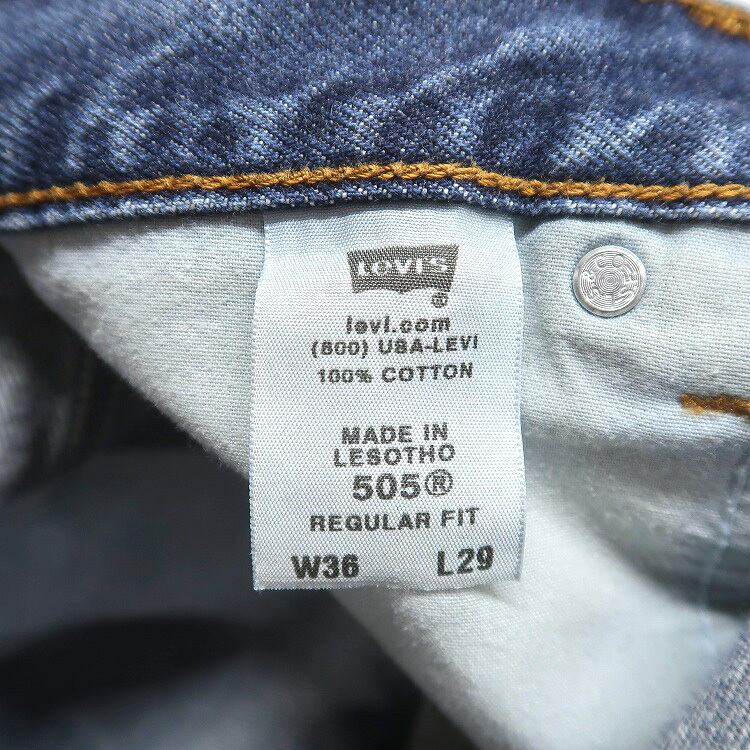 LEVI'S
®
levi.com
(800) USA-LEVI
100% COTTON
MADE IN
LESOTHO
505®
REGULAR FIT
W36 L29